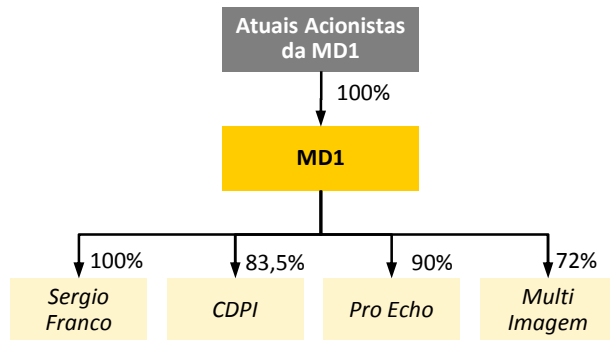 Atuais Acionistas
da MD1
100%
MD1
100%
83,5%
90%
72%
Sergio
Franco
CDPI
Pro Echo
Multi
Imagem